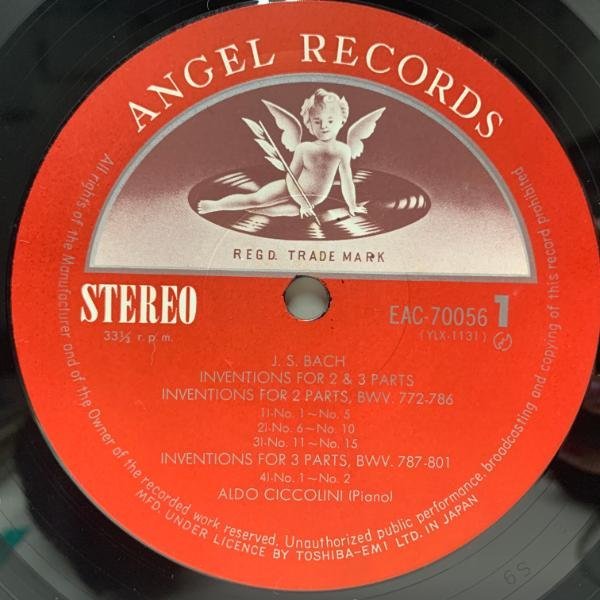 ANGEL RECORDS
REGD. TRADE MARK
STEREO
33⅓ r.p.m.
EAC-70056 1
(YLX-1131)
J. S. BACH
INVENTIONS FOR 2 & 3 PARTS
INVENTIONS FOR 2 PARTS, BWV. 772-786
1)-No. 1~No. 5
2)-No. 6~No. 10
3)-No. 11~No. 15
INVENTIONS FOR 3 PARTS, BWV. 787-801
4)-No. 1~No. 2
ALDO CICCOLINI (Piano)
All rights of the Manufacturer and of the Owner of the recorded work reserved. Unauthorized public performance, broadcasting and copying of this record prohibited
MFD. UNDER LICENCE BY TOSHIBA-EMI LTD. IN JAPAN